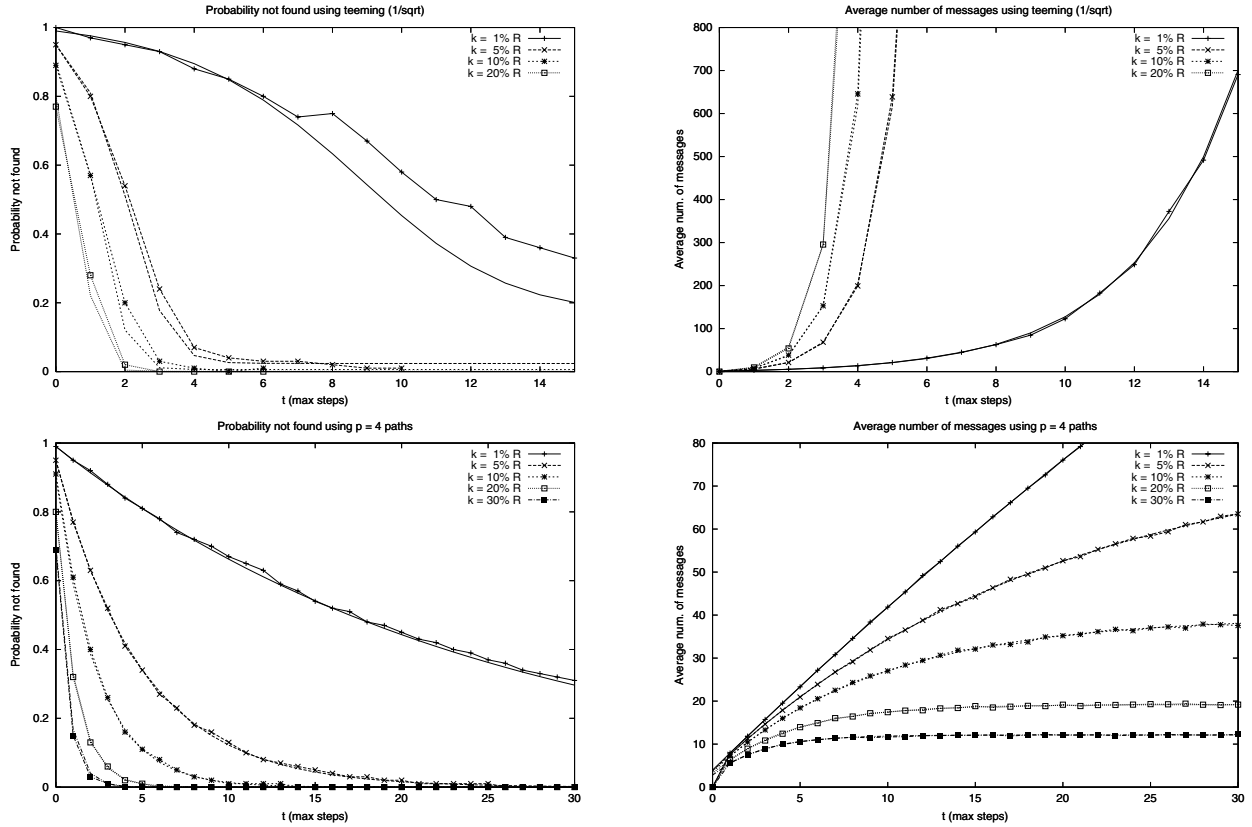 Probability not found using teeming (1/sqrt)
Probability not found
1
0.8
0.6
0.4
0.2
0
0 2 4 6 8 10 12 14
t (max steps)
k = 1% R
k = 5% R
k = 10% R
k = 20% R
Average number of messages using teeming (1/sqrt)
Average num. of messages
800
700
600
500
400
300
200
100
0
0 2 4 6 8 10 12 14
t (max steps)
k = 1% R
k = 5% R
k = 10% R
k = 20% R
Probability not found using p = 4 paths
Probability not found
1
0.8
0.6
0.4
0.2
0
0 5 10 15 20 25 30
t (max steps)
k = 1% R
k = 5% R
k = 10% R
k = 20% R
k = 30% R
Average number of messages using p = 4 paths
Average num. of messages
80
70
60
50
40
30
20
10
0
0 5 10 15 20 25 30
t (max steps)
k = 1% R
k = 5% R
k = 10% R
k = 20% R
k = 30% R